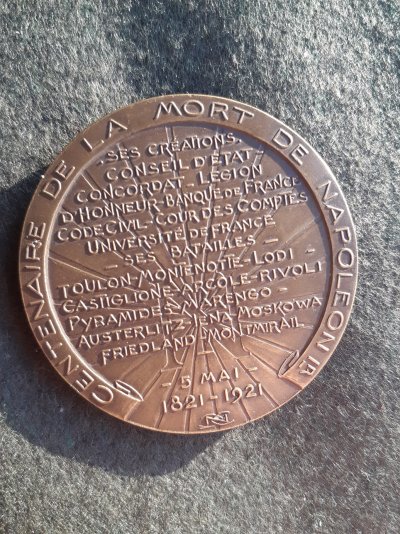 CENTENAIRE DE LA MORT DE NAPOLEON IR
SES CRÉATIONS.
CONSEIL D'ÉTAT
CONCORDAT - LÉGION
D'HONNEUR - BANQUE DE FRANCE
CODE CIVIL - COUR DES COMPTES
UNIVERSITÉ DE FRANCE
- SES -
BATAILLES -
TOULON - MONTENOTTE - LODI -
CASTIGLIONE - ARCOLE - RIVOLI
PYRAMIDES - MARENGO -
AUSTERLITZ - IENA - MOSKOWA
FRIEDLAND - MONTMIRAIL
- 5 MAI -
1821 - 1921